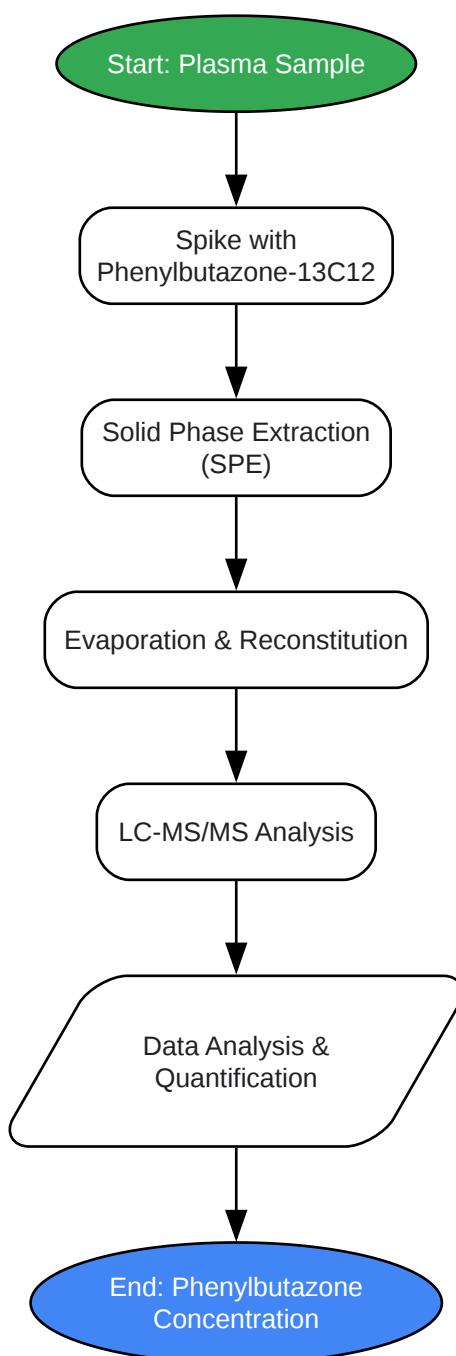 Start: Plasma Sample
Spike with
Phenylbutazone-13C12
Solid Phase Extraction
(SPE)
Evaporation & Reconstitution
LC-MS/MS Analysis
Data Analysis &
Quantification
End: Phenylbutazone
Concentration